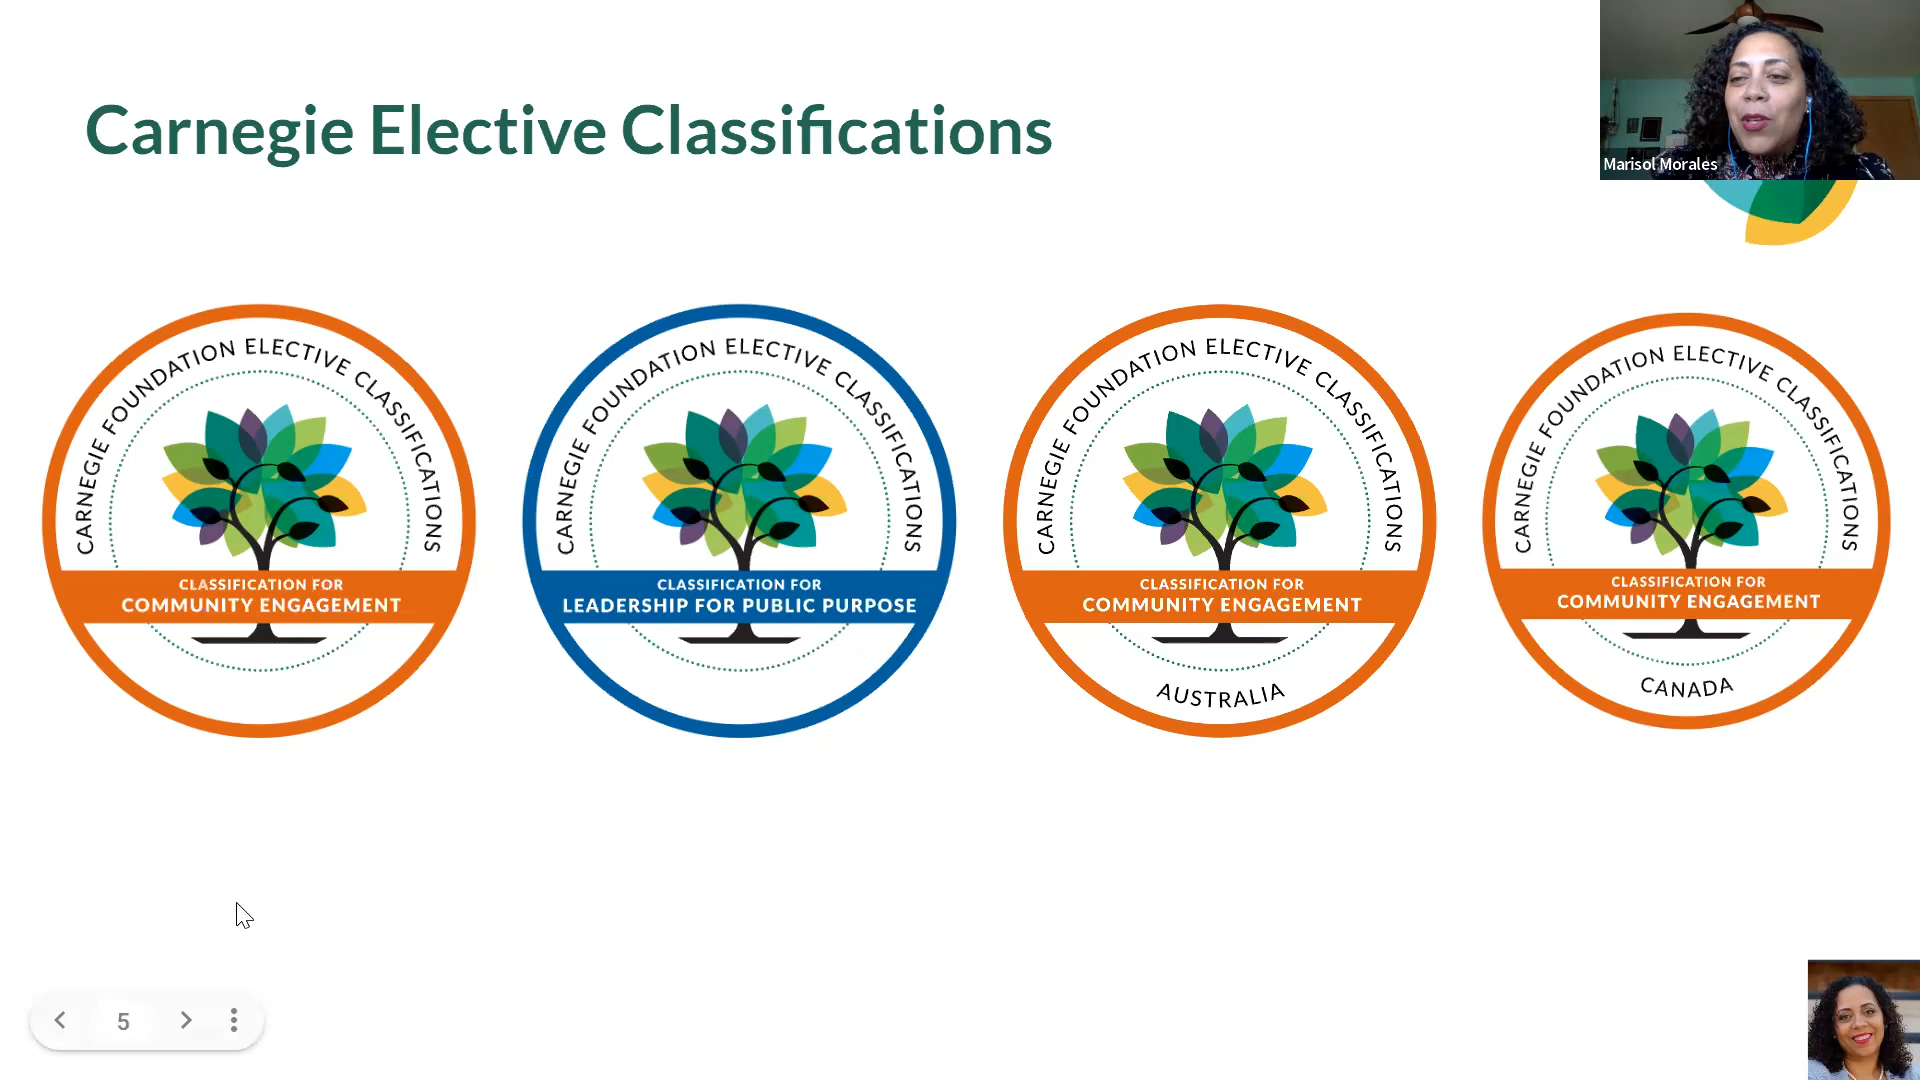 Carnegie Elective Classifications
Marisol Morales
CARNEGIE FOUNDATION ELECTIVE CLASSIFICATIONS
CLASSIFICATION FOR
COMMUNITY ENGAGEMENT
CARNEGIE FOUNDATION ELECTIVE CLASSIFICATIONS
CLASSIFICATION FOR
LEADERSHIP FOR PUBLIC PURPOSE
CARNEGIE FOUNDATION ELECTIVE CLASSIFICATIONS
CLASSIFICATION FOR
COMMUNITY ENGAGEMENT
AUSTRALIA
CARNEGIE FOUNDATION ELECTIVE CLASSIFICATIONS
CLASSIFICATION FOR
COMMUNITY ENGAGEMENT
CANADA
5